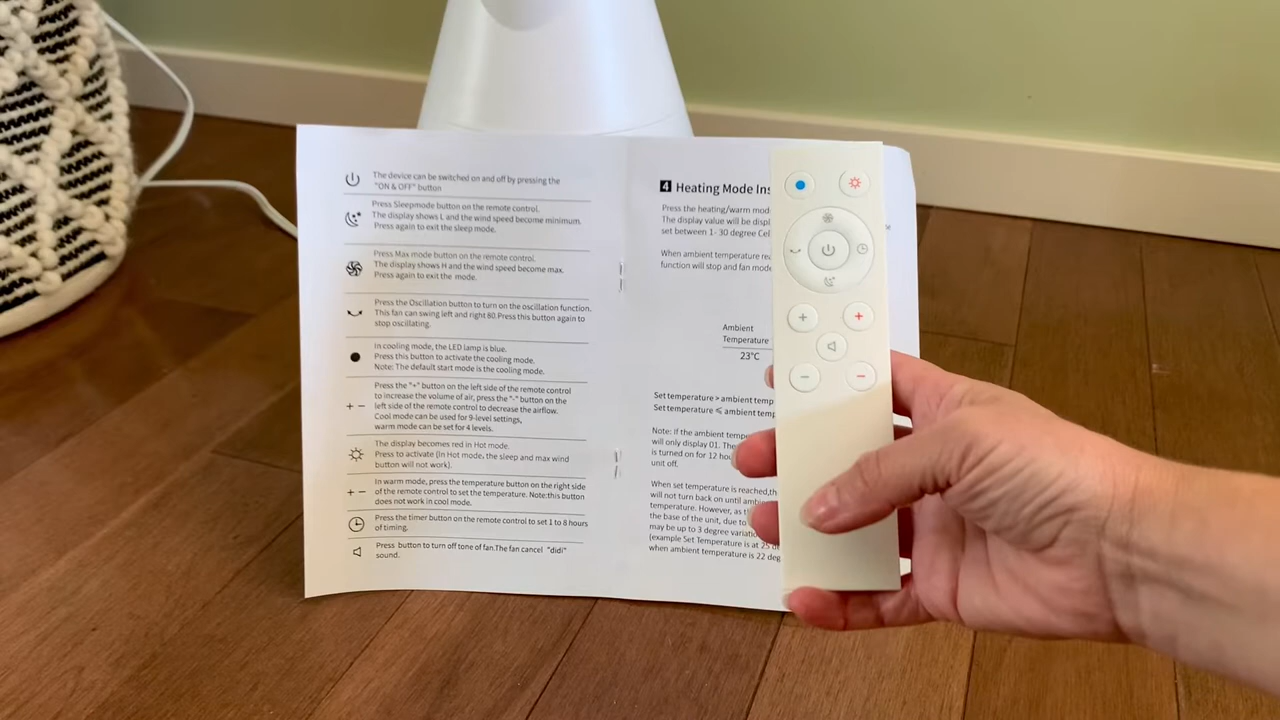 The device can be switched on and off by pressing the
"ON & OFF" button
Press Sleepmode button on the remote control.
The display shows L and the wind speed become minimum.
Press again to exit the sleep mode.
Press Max mode button on the remote control.
The display shows H and the wind speed become max.
Press again to exit the mode.
Press the Oscillation button to turn on the oscillation function.
This fan can swing left and right 80.Press this button again to
stop oscillating.
In cooling mode, the LED lamp is blue.
Press this button to activate the cooling mode.
Note: The default start mode is the cooling mode.
+ −
Press the "+" button on the left side of the remote control
to increase the volume of air, press the "-" button on the
left side of the remote control to decrease the airflow.
Cool mode can be used for 9-level settings,
warm mode can be set for 4 levels.
The display becomes red in Hot mode.
Press to activate (In Hot mode, the sleep and max wind
button will not work).
+ −
In warm mode, press the temperature button on the right side
of the remote control to set the temperature. Note:this button
does not work in cool mode.
Press the timer button on the remote control to set 1 to 8 hours
of timing.
Press button to turn off tone of fan.The fan cancel "didi"
sound.
4 Heating Mode Ins
Press the heating/warm mod
The display value will be displ
set between 1- 30 degree Cel
When ambient temperature re
function will stop and fan mode
Ambient
Temperature
23°C
Set temperature > ambient temp
Set temperature ⩽ ambient temp
Note: If the ambient tempe
will only display 01. The
is turned on for 12 hou
unit off.
When set temperature is reached,th
will not turn back on until ambi
temperature. However, as t
the base of the unit, due to
may be up to 3 degree variatio
(example Set Temperature is at 25 d
when ambient temperature is 22 deg
+ +
− −